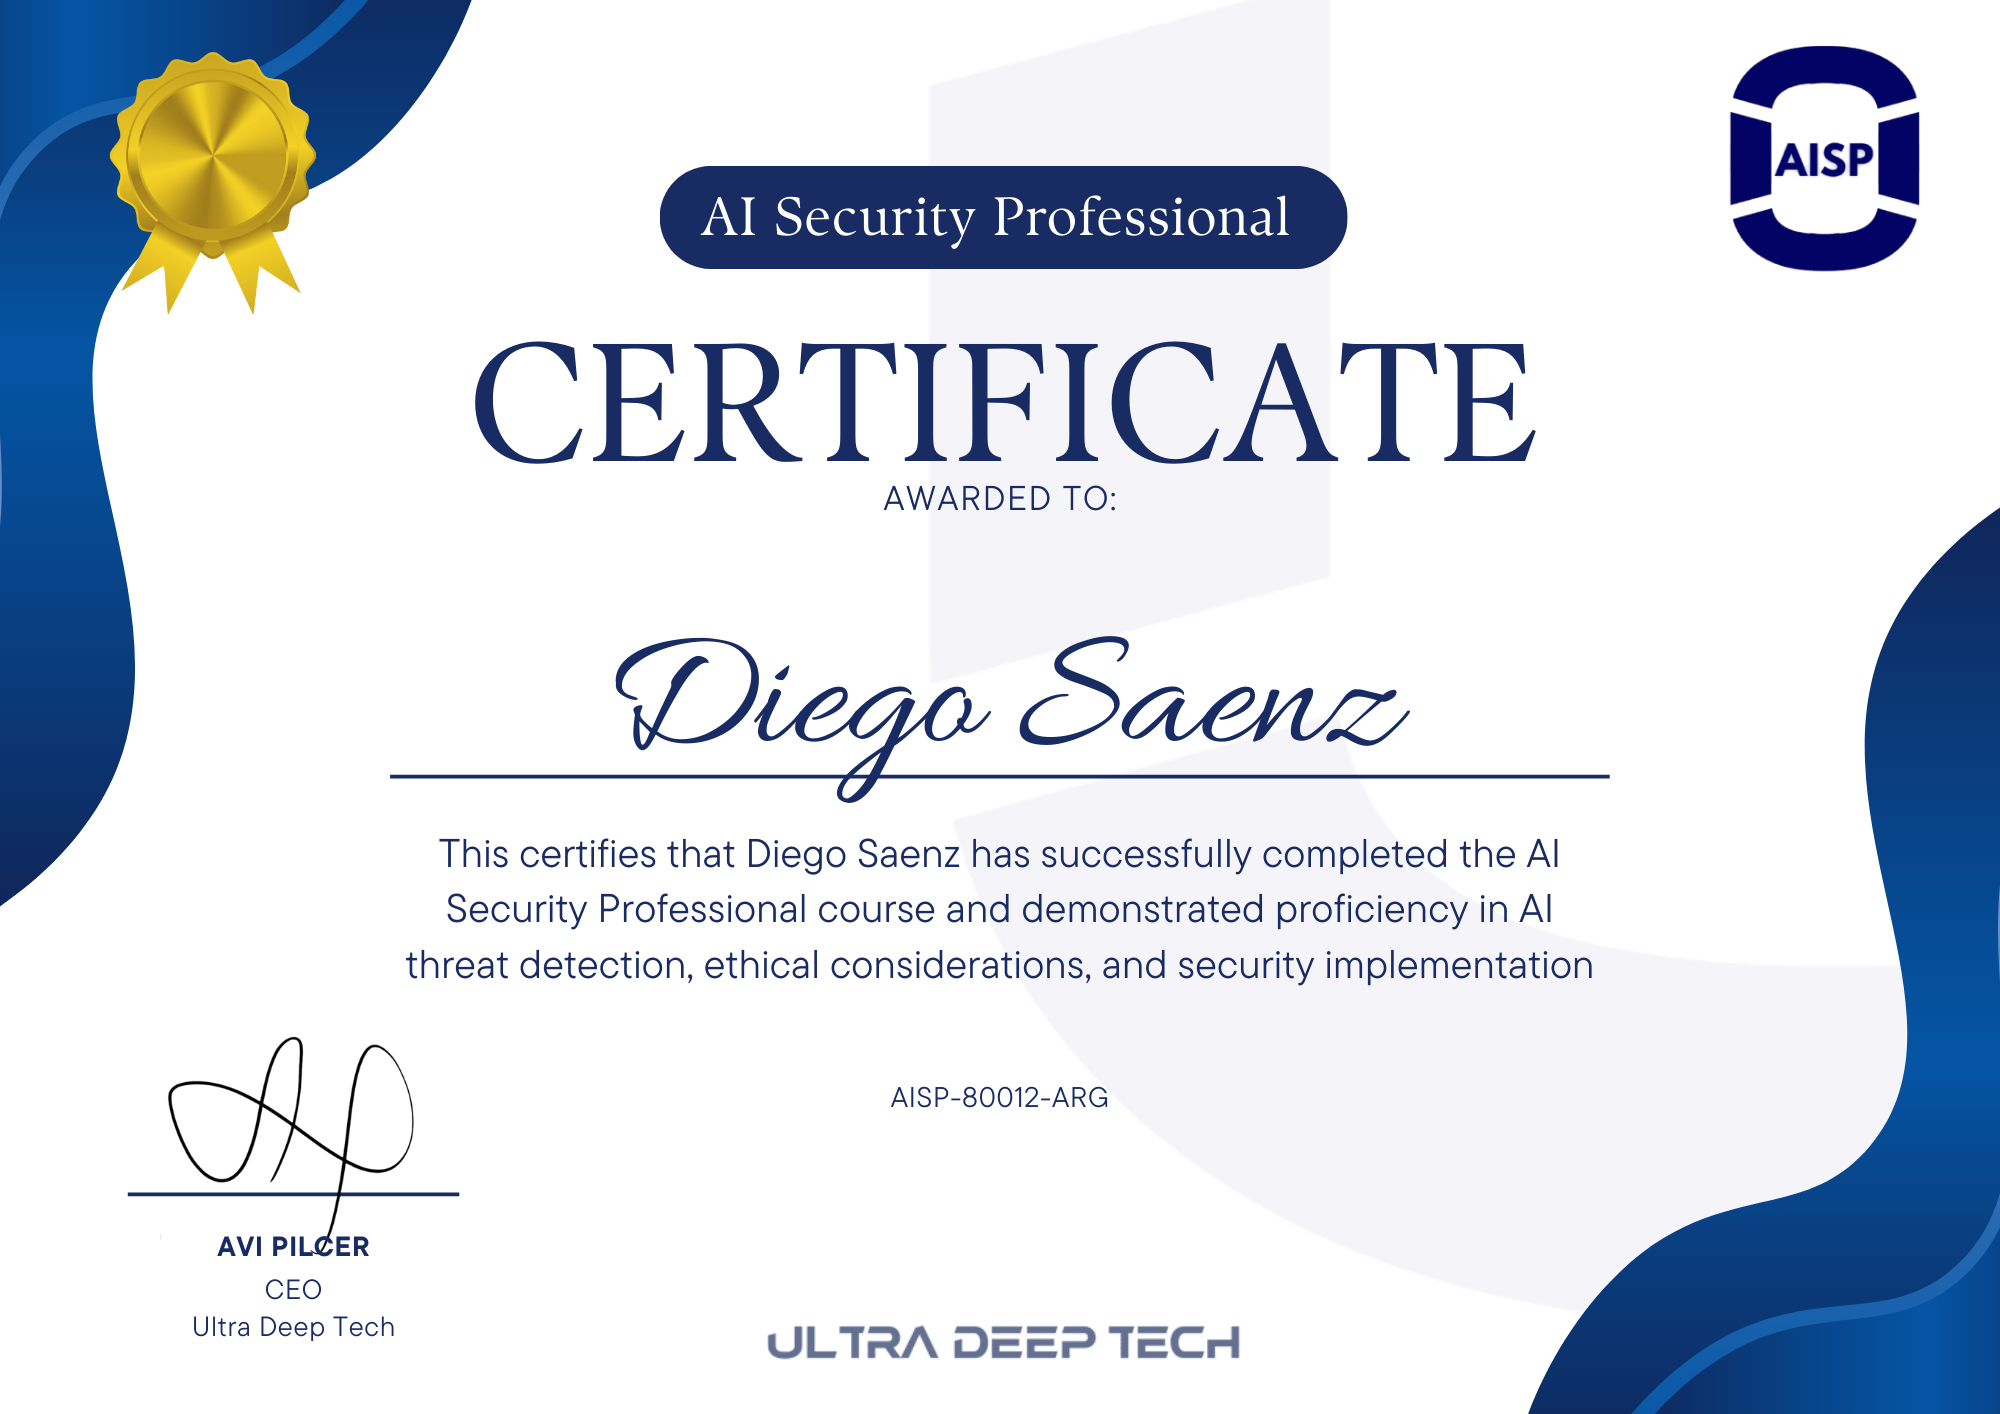 AISP
AI Security Professional
CERTIFICATE
AWARDED TO:
Diego Saenz
This certifies that Diego Saenz has successfully completed the AI
Security Professional course and demonstrated proficiency in AI
threat detection, ethical considerations, and security implementation
AISP-80012-ARG
AVI PILCER
CEO
Ultra Deep Tech
ULTRA DEEP TECH